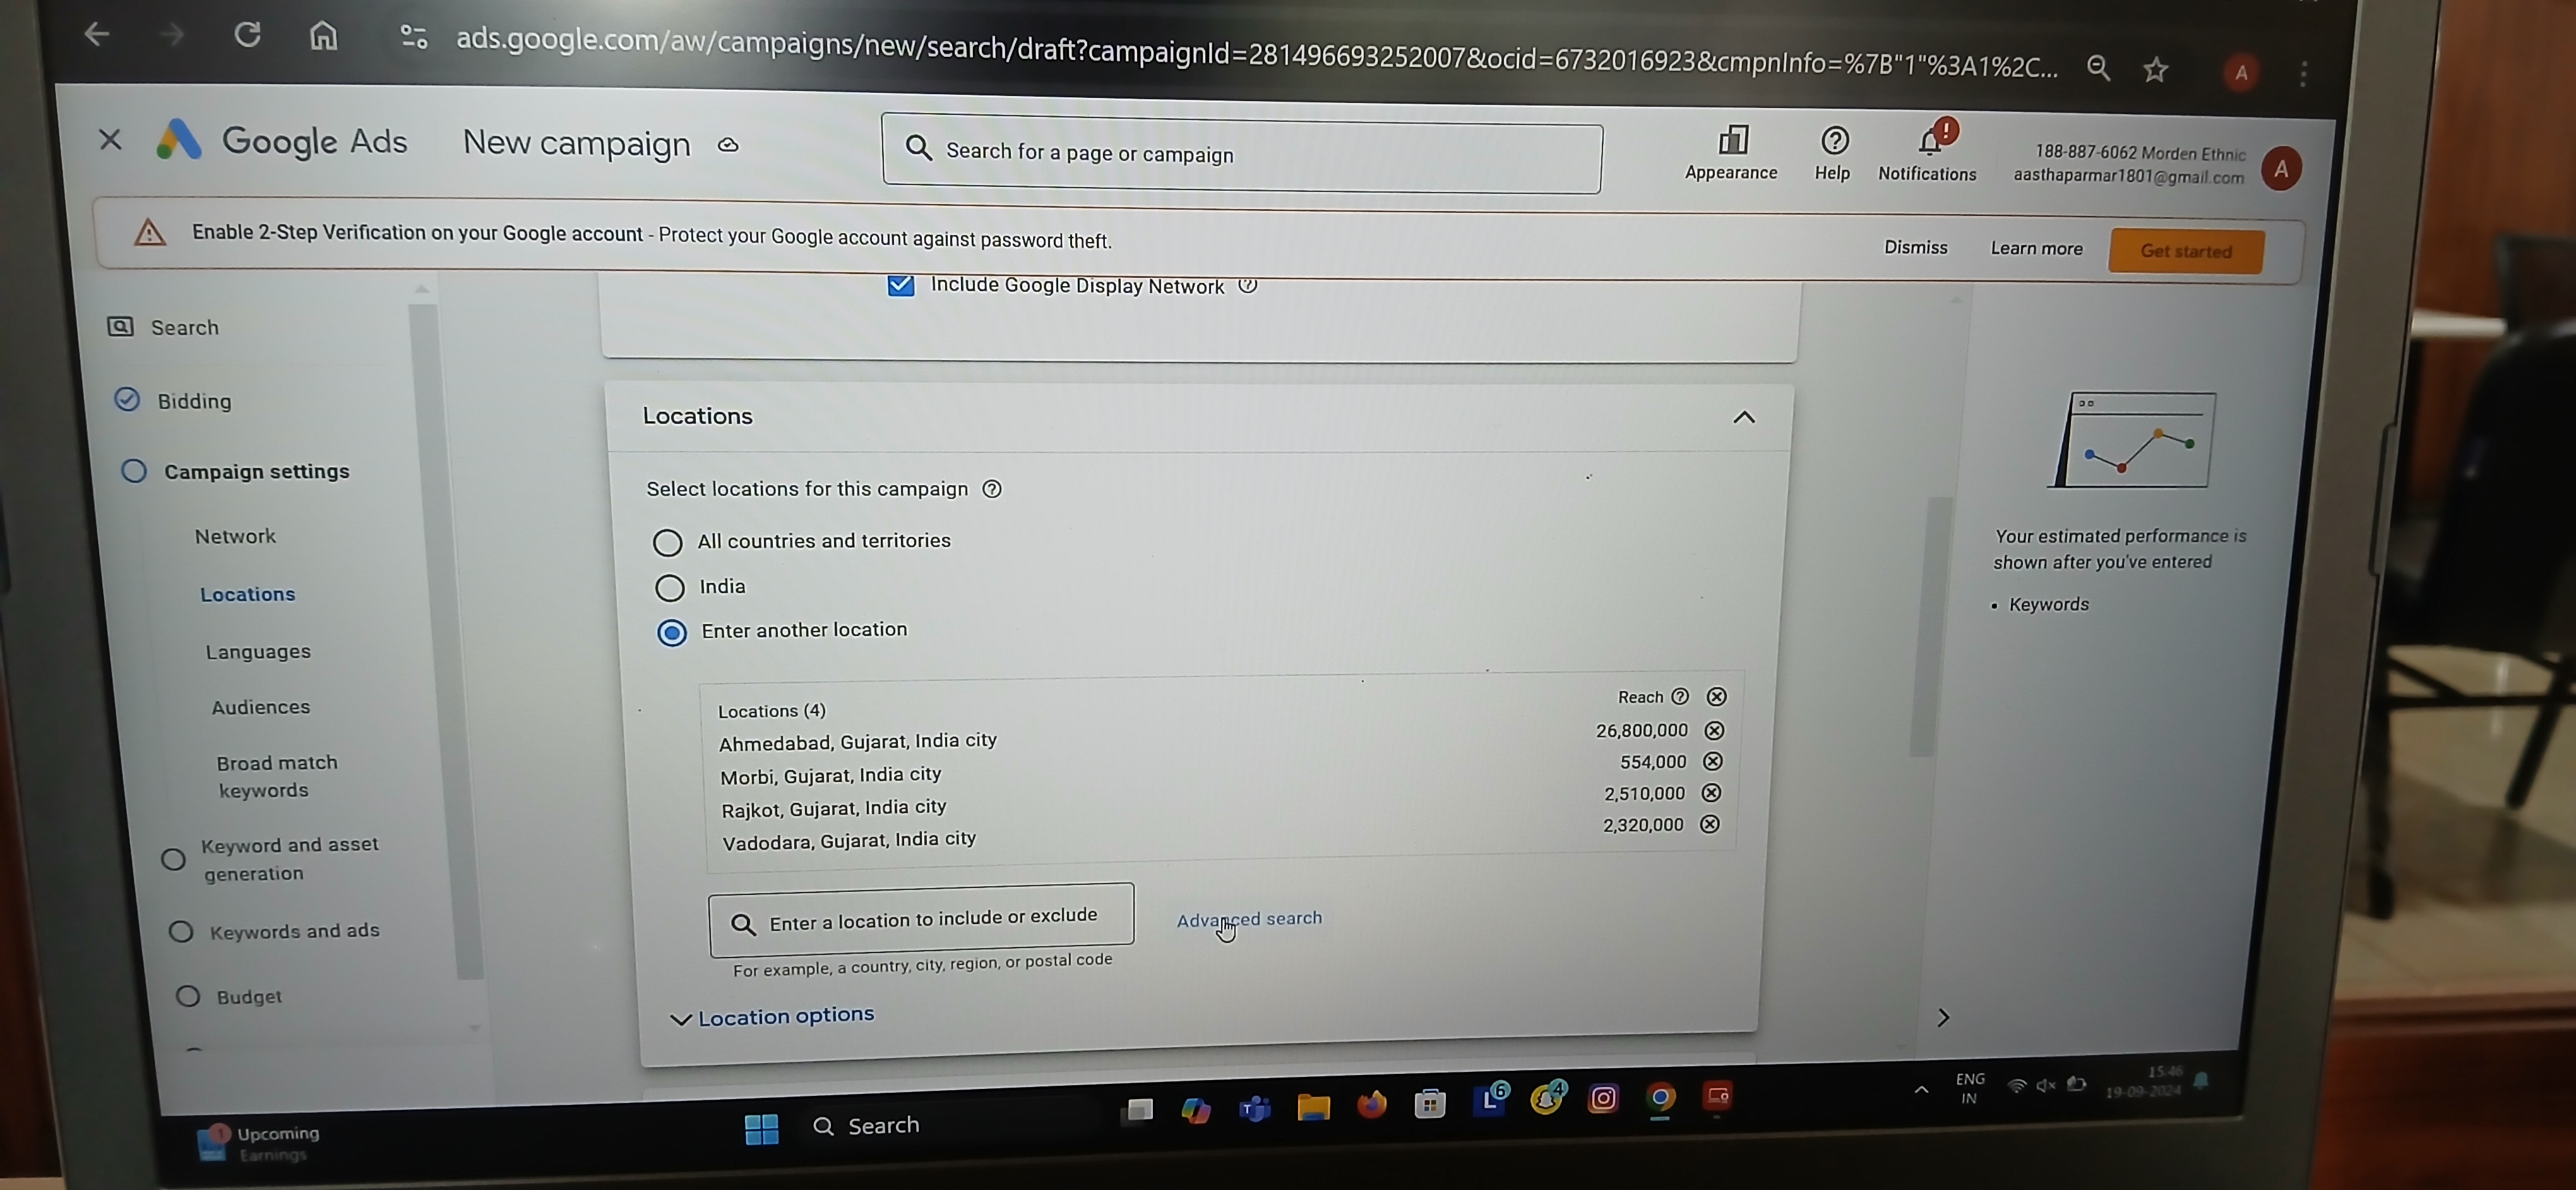 ads.google.com/aw/campaigns/new/search/draft?campaignId=281496693252007&ocid=6732016923&cmpnInfo=%7B"1"%3A1%2C...
A
Google Ads
New campaign
Search for a page or campaign
Appearance
Help
!
Notifications
188-887-6062 Morden Ethnic
aasthaparmar1801@gmail.com
A
Enable 2-Step Verification on your Google account - Protect your Google account against password theft.
Dismiss
Learn more
Get started
Search
Bidding
Campaign settings
Network
Locations
Languages
Audiences
Broad match
keywords
Keyword and asset
generation
Keywords and ads
Budget
Include Google Display Network
Locations
Select locations for this campaign
All countries and territories
India
Enter another location
Locations (4) Reach
Ahmedabad, Gujarat, India city 26,800,000
Morbi, Gujarat, India city 554,000
Rajkot, Gujarat, India city 2,510,000
Vadodara, Gujarat, India city 2,320,000
Enter a location to include or exclude
Advanced search
For example, a country, city, region, or postal code
Location options
Your estimated performance is
shown after you've entered
• Keywords
1
Upcoming
Earnings
Search
T
L
6
4
ENG
IN
15:46
19-09-2024